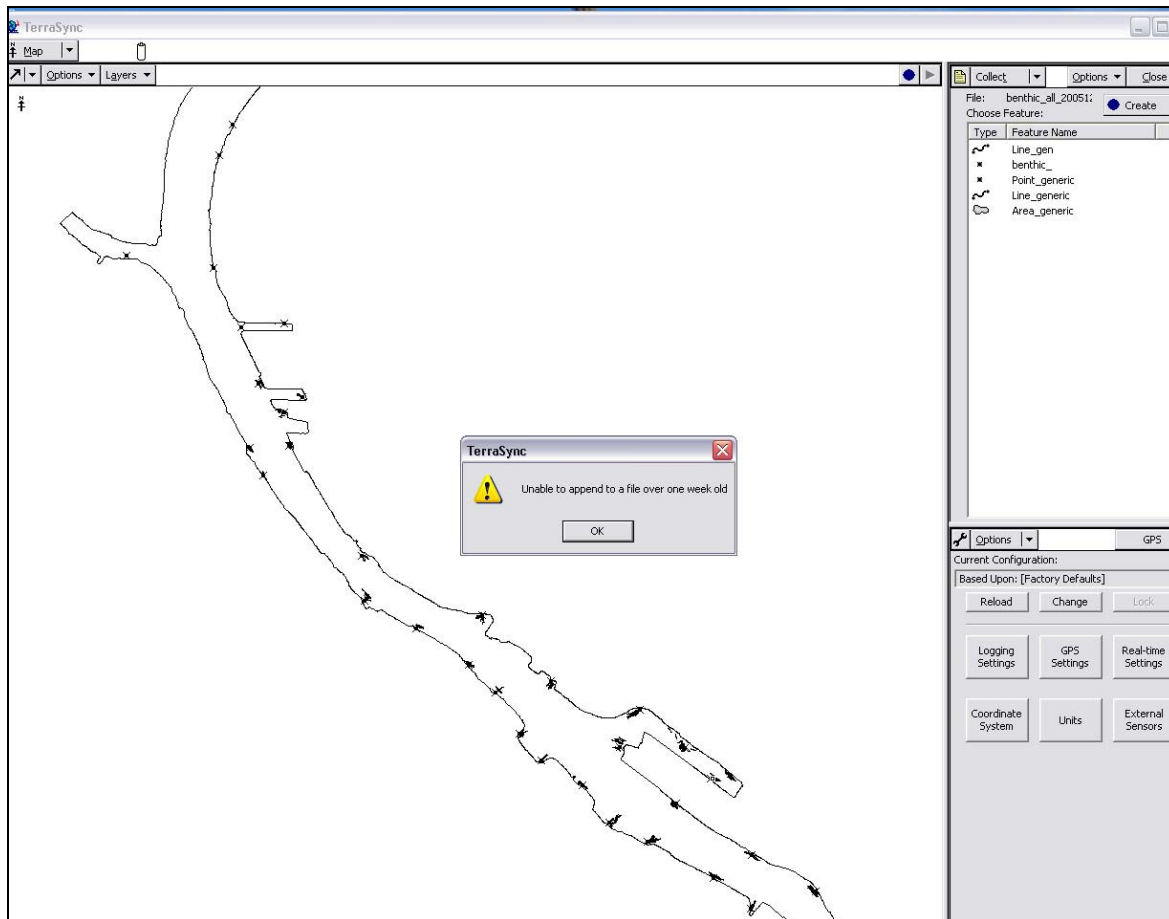 TerraSync
Map
Options Layers
N
Collect Options Close
File: benthic_all_20051
Create
Choose Feature:
Type Feature Name
Line_gen
benthic_
Point_generic
Line_generic
Area_generic
TerraSync
Unable to append to a file over one week old
OK
Options GPS
Current Configuration:
Based Upon: [Factory Defaults]
Reload Change Lock
Logging Settings
GPS Settings
Real-time Settings
Coordinate System
Units
External Sensors